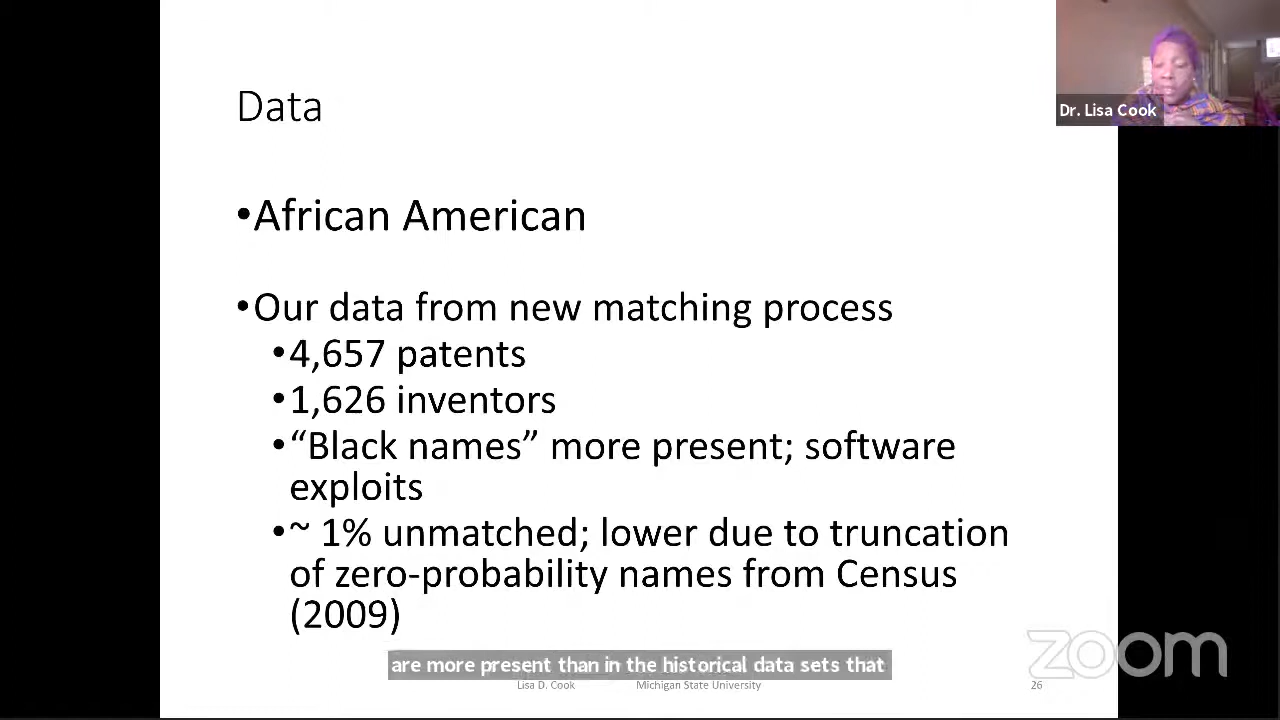 Data
Dr. Lisa Cook
•African American
•Our data from new matching process
•4,657 patents
•1,626 inventors
•“Black names” more present; software
exploits
•~ 1% unmatched; lower due to truncation
of zero-probability names from Census
(2009)
are more present than in the historical data sets that
Lisa D. Cook Michigan State University 26
zoom